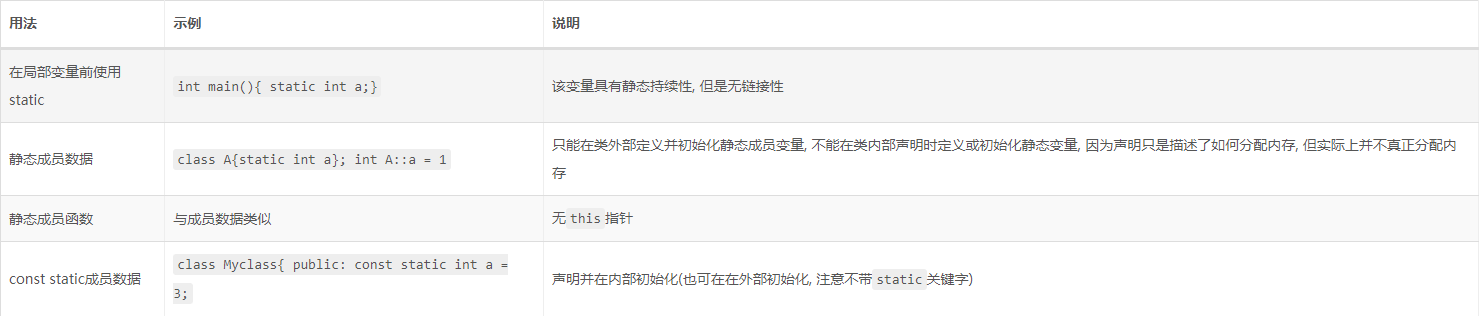 用法 示例 说明
在局部变量前使用
static
int main(){ static int a;}
该变量具有静态持续性, 但是无链接性
静态成员数据
class A{static int a}; int A::a = 1
只能在类外部定义并初始化静态成员变量, 不能在类内部声明时定义或初始化静态变量, 因为声明只是描述了如何分配内存, 但实际上并不真正分配内
存
静态成员函数
与成员数据类似
无this指针
const static成员数据
class Myclass{ public: const static int a =
3;
声明并在内部初始化(也可在在外部初始化, 注意不带static关键字)